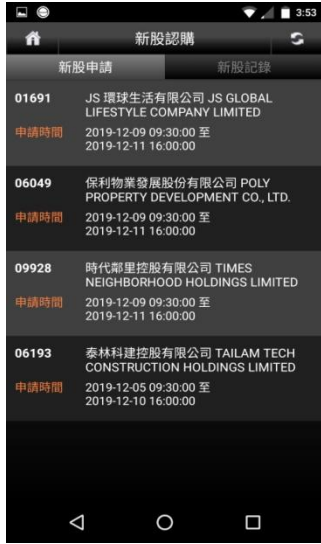 3:53
新股認購
新股申請 新股記錄
01691 JS 環球生活有限公司 JS GLOBAL
LIFESTYLE COMPANY LIMITED
申請時間 2019-12-09 09:30:00 至
2019-12-11 16:00:00
06049 保利物業發展股份有限公司 POLY
PROPERTY DEVELOPMENT CO., LTD.
申請時間 2019-12-09 09:30:00 至
2019-12-11 16:00:00
09928 時代鄰里控股有限公司 TIMES
NEIGHBORHOOD HOLDINGS LIMITED
申請時間 2019-12-09 09:30:00 至
2019-12-11 16:00:00
06193 泰林科建控股有限公司 TAILAM TECH
CONSTRUCTION HOLDINGS LIMITED
申請時間 2019-12-05 09:30:00 至
2019-12-10 16:00:00